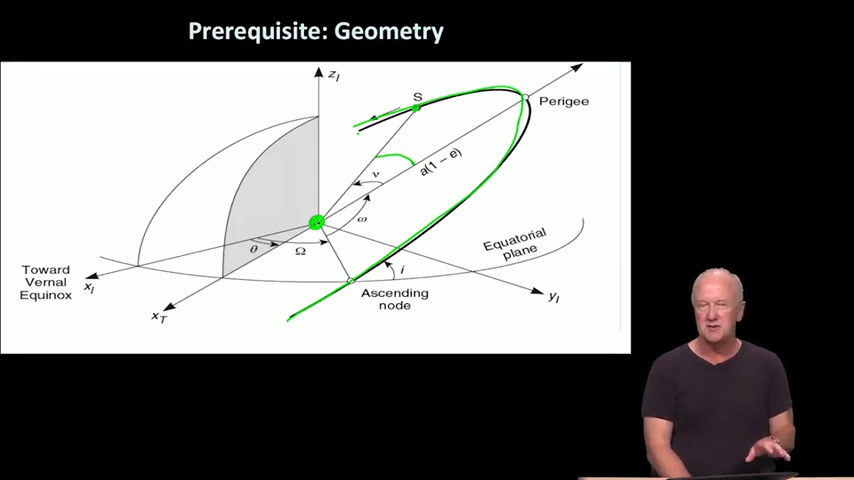 Prerequisite: Geometry
z_I
S
Perigee
a(1 – e)
ν
ω
θ
Ω
i
Equatorial
plane
Toward
Vernal
Equinox
x_I
x_T
Ascending
node
y_I